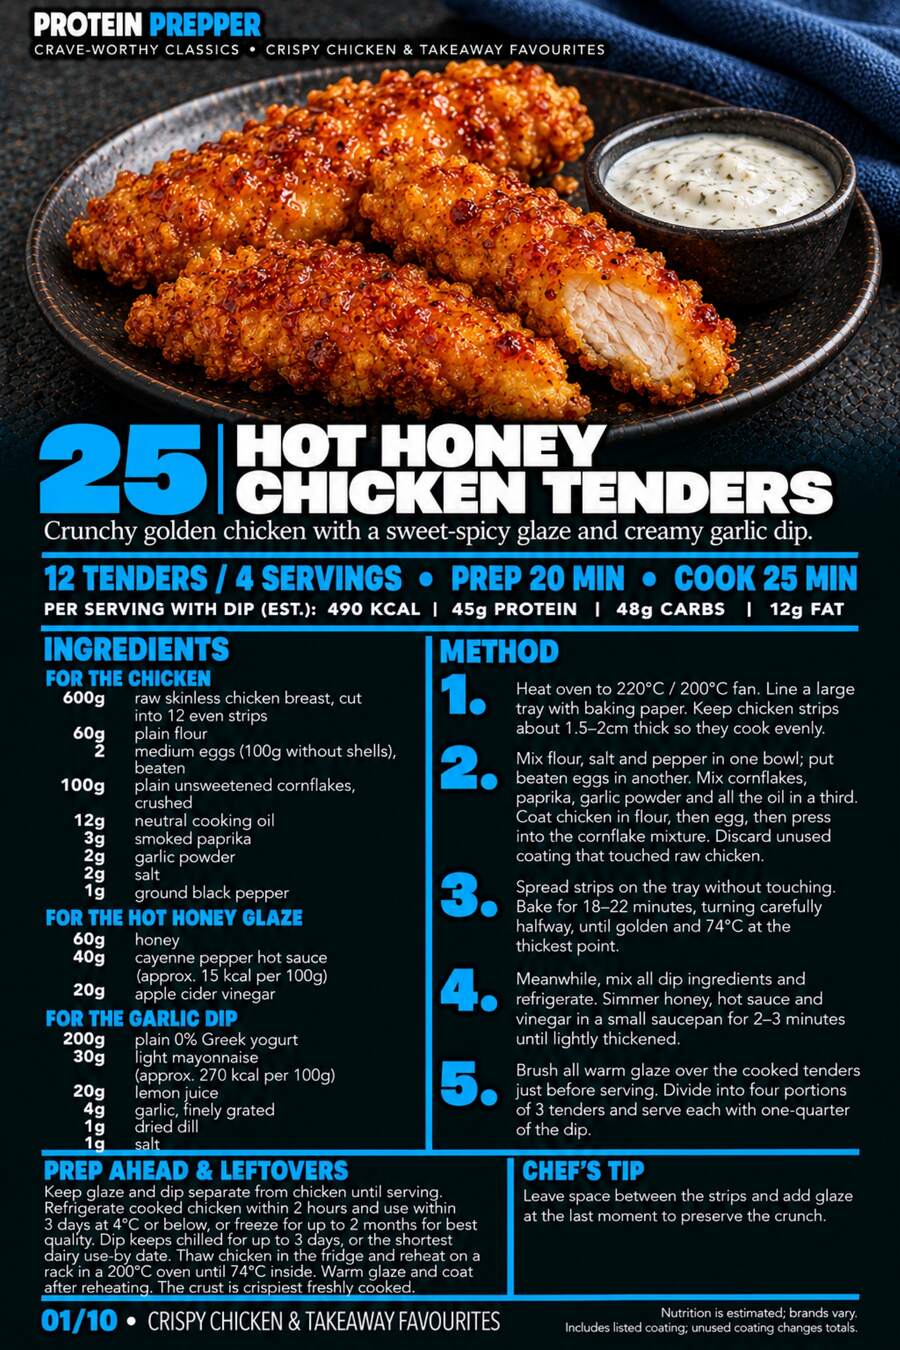 PROTEIN PREPPER
CRAVE-WORTHY CLASSICS • CRISPY CHICKEN & TAKEAWAY FAVOURITES
25
HOT HONEY
CHICKEN TENDERS
Crunchy golden chicken with a sweet-spicy glaze and creamy garlic dip.
12 TENDERS / 4 SERVINGS • PREP 20 MIN • COOK 25 MIN
PER SERVING WITH DIP (EST.): 490 KCAL | 45g PROTEIN | 48g CARBS | 12g FAT
INGREDIENTS
FOR THE CHICKEN
600g raw skinless chicken breast, cut
into 12 even strips
60g plain flour
2 medium eggs (100g without shells),
beaten
100g plain unsweetened cornflakes,
crushed
12g neutral cooking oil
3g smoked paprika
2g garlic powder
2g salt
1g ground black pepper
FOR THE HOT HONEY GLAZE
60g honey
40g cayenne pepper hot sauce
(approx. 15 kcal per 100g)
20g apple cider vinegar
FOR THE GARLIC DIP
200g plain 0% Greek yogurt
30g light mayonnaise
(approx. 270 kcal per 100g)
20g lemon juice
4g garlic, finely grated
1g dried dill
1g salt
METHOD
1. Heat oven to 220°C / 200°C fan. Line a large
tray with baking paper. Keep chicken strips
about 1.5–2cm thick so they cook evenly.
2. Mix flour, salt and pepper in one bowl; put
beaten eggs in another. Mix cornflakes,
paprika, garlic powder and all the oil in a third.
Coat chicken in flour, then egg, then press
into the cornflake mixture. Discard unused
coating that touched raw chicken.
3. Spread strips on the tray without touching.
Bake for 18–22 minutes, turning carefully
halfway, until golden and 74°C at the
thickest point.
4. Meanwhile, mix all dip ingredients and
refrigerate. Simmer honey, hot sauce and
vinegar in a small saucepan for 2–3 minutes
until lightly thickened.
5. Brush all warm glaze over the cooked tenders
just before serving. Divide into four portions
of 3 tenders and serve each with one-quarter
of the dip.
PREP AHEAD & LEFTOVERS
Keep glaze and dip separate from chicken until serving.
Refrigerate cooked chicken within 2 hours and use within
3 days at 4°C or below, or freeze for up to 2 months for best
quality. Dip keeps chilled for up to 3 days, or the shortest
dairy use-by date. Thaw chicken in the fridge and reheat on a
rack in a 200°C oven until 74°C inside. Warm glaze and coat
after reheating. The crust is crispiest freshly cooked.
CHEF'S TIP
Leave space between the strips and add glaze
at the last moment to preserve the crunch.
01/10 • CRISPY CHICKEN & TAKEAWAY FAVOURITES
Nutrition is estimated; brands vary.
Includes listed coating; unused coating changes totals.